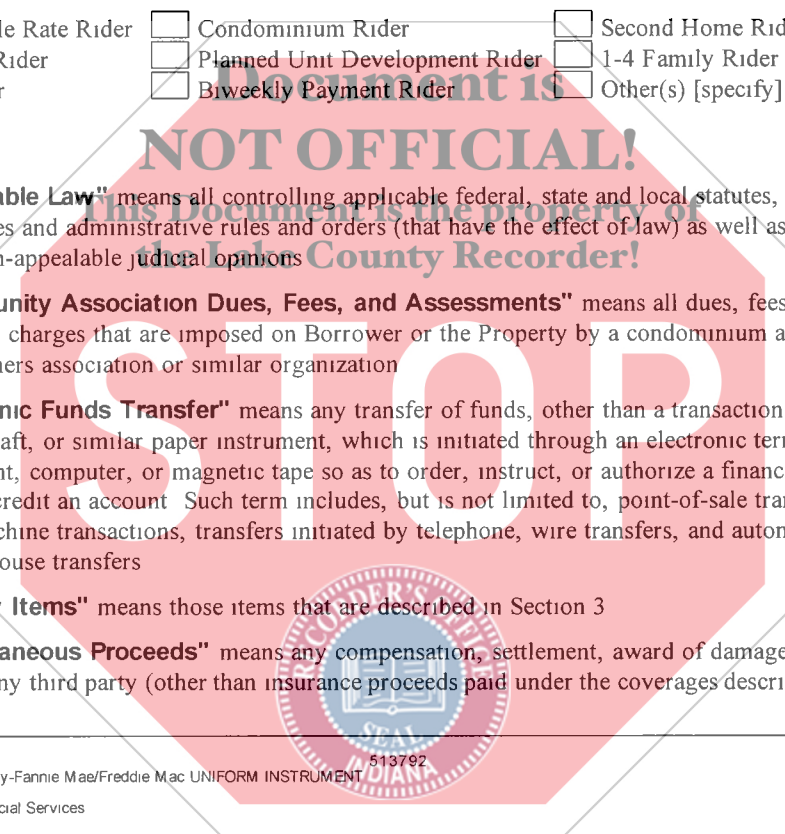 le Rate Rider Condominium Rider Second Home Rid
Rider Planned Unit Development Rider 1-4 Family Rider
r Biweekly Payment Rider Other(s) [specify]
Document is
NOT OFFICIAL!
This Document is the property of
the Lake County Recorder!
able Law" means all controlling applicable federal, state and local statutes,
es and administrative rules and orders (that have the effect of law) as well as
n-appealable judicial opinions
unity Association Dues, Fees, and Assessments" means all dues, fees
charges that are imposed on Borrower or the Property by a condominium a
ners association or similar organization
nic Funds Transfer" means any transfer of funds, other than a transaction
aft, or similar paper instrument, which is initiated through an electronic ter
nt, computer, or magnetic tape so as to order, instruct, or authorize a financ
credit an account Such term includes, but is not limited to, point-of-sale tra
chine transactions, transfers initiated by telephone, wire transfers, and auto
ouse transfers
STOP
Items" means those items that are described in Section 3
aneous Proceeds" means any compensation, settlement, award of damage
ny third party (other than insurance proceeds paid under the coverages descri
RECORDER'S OFFICE
SEAL
INDIANA
513792
y-Fannie Mae/Freddie Mac UNIFORM INSTRUMENT
cial Services